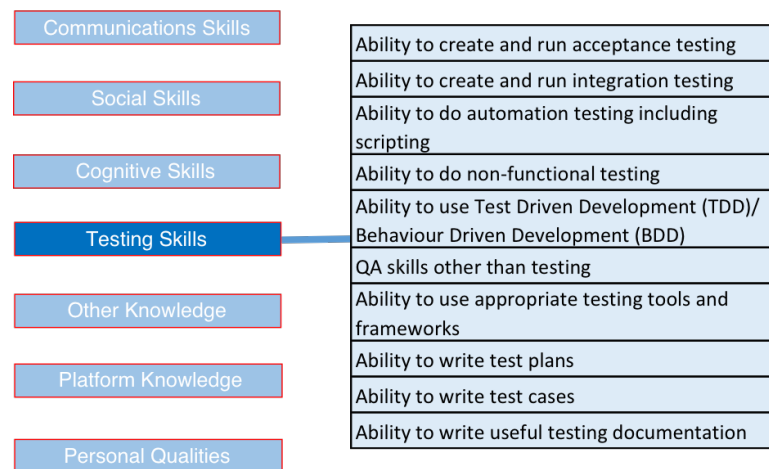 Communications Skills
Social Skills
Cognitive Skills
Testing Skills
Other Knowledge
Platform Knowledge
Personal Qualities
Ability to create and run acceptance testing
Ability to create and run integration testing
Ability to do automation testing including
scripting
Ability to do non-functional testing
Ability to use Test Driven Development (TDD)/
Behaviour Driven Development (BDD)
QA skills other than testing
Ability to use appropriate testing tools and
frameworks
Ability to write test plans
Ability to write test cases
Ability to write useful testing documentation